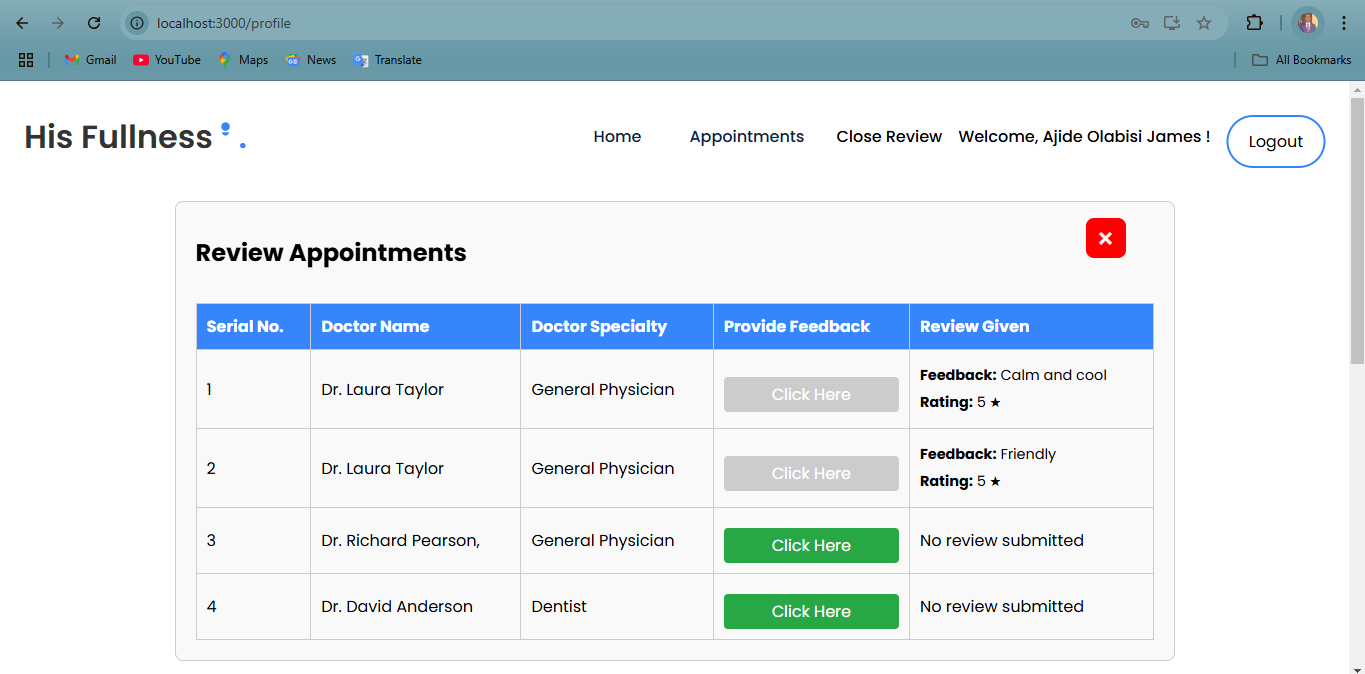 localhost:3000/profile
Gmail YouTube Maps News Translate All Bookmarks
His Fullness .
Home Appointments Close Review Welcome, Ajide Olabisi James ! Logout
Review Appointments
Serial No. Doctor Name Doctor Specialty Provide Feedback Review Given
1 Dr. Laura Taylor General Physician Click Here Feedback: Calm and cool
Rating: 5 ★
2 Dr. Laura Taylor General Physician Click Here Feedback: Friendly
Rating: 5 ★
3 Dr. Richard Pearson, General Physician Click Here No review submitted
4 Dr. David Anderson Dentist Click Here No review submitted